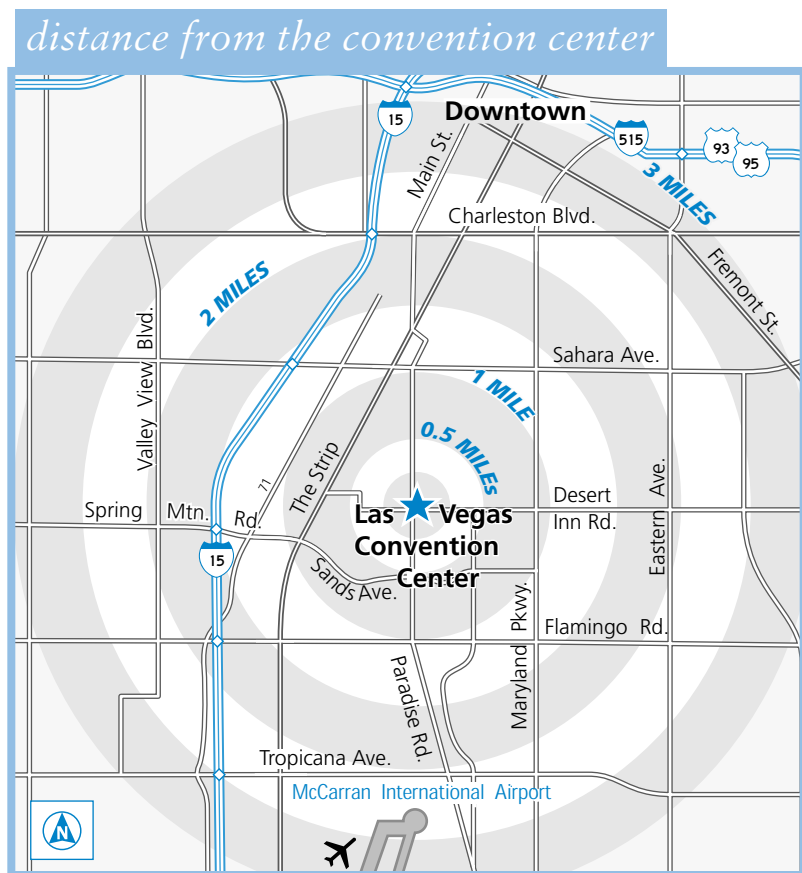 distance from the convention center
15
Downtown
515
93
95
Main St.
3 MILES
Charleston Blvd.
Fremont St.
2 MILES
Valley View Blvd.
Sahara Ave.
1 MILE
0.5 MILEs
The Strip
71
Spring Mtn. Rd.
Las Vegas
Convention
Center
Desert
Inn Rd.
Eastern Ave.
15
Sands Ave.
Maryland Pkwy.
Flamingo Rd.
Paradise Rd.
Tropicana Ave.
McCarran International Airport
N